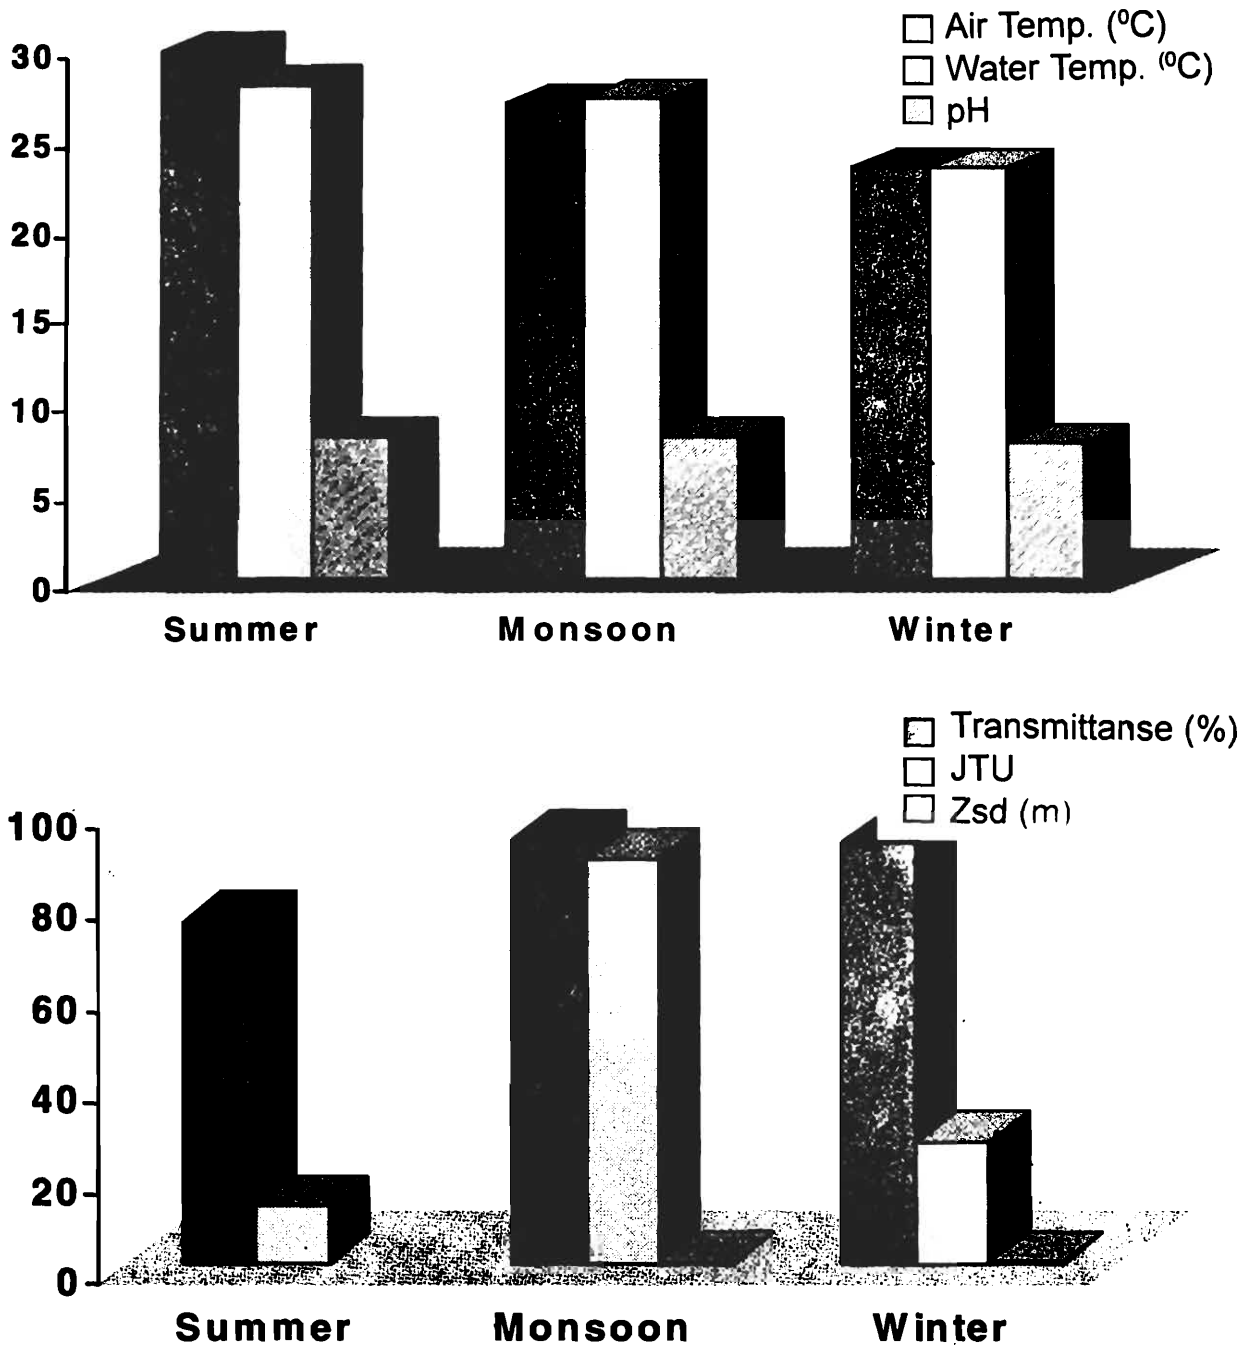 Air Temp. (⁰C)
Water Temp. (⁰C)
pH
30
25
20
15
10
5
0
Summer Monsoon Winter
Transmittanse (%)
JTU
Zsd (m)
100
80
60
40
20
0
Summer Monsoon Winter